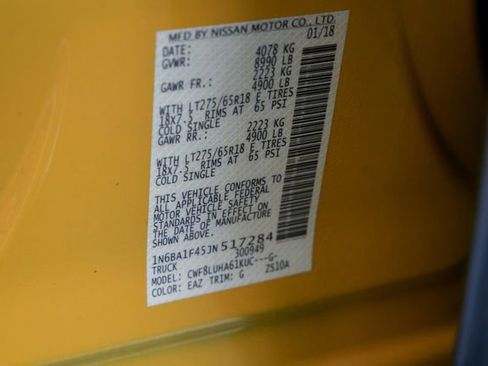 MFD BY NISSAN MOTOR CO., LTD.
DATE: 01/18
GVWR: 4078 KG
8990 LB
GAWR FR.: 2223 KG
4900 LB
WITH LT275/65R18 E TIRES
18X7.5 RIMS AT 65 PSI
COLD SINGLE
GAWR RR.: 2223 KG
4900 LB
WITH LT275/65R18 E TIRES
18X7.5 RIMS AT 65 PSI
COLD SINGLE
THIS VEHICLE CONFORMS TO
ALL APPLICABLE FEDERAL
MOTOR VEHICLE SAFETY
STANDARDS IN EFFECT ON
THE DATE OF MANUFACTURE
SHOWN ABOVE.
1N6BA1F45JN517284
TRUCK 300949
MODEL: CWF8LUHA61KUC---G-
COLOR: EAZ TRIM: G ZS10A